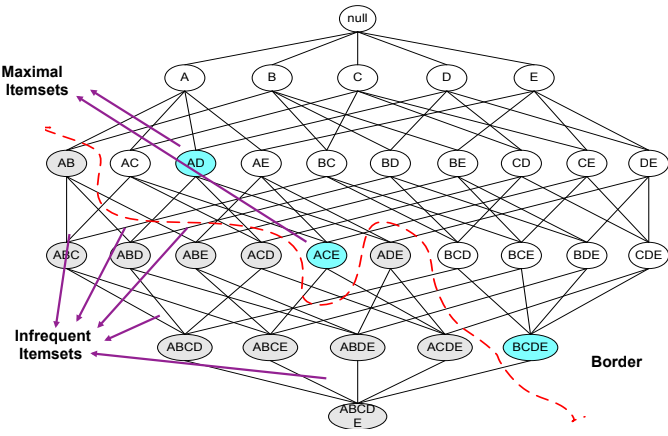 null
A B C D E
Maximal
Itemsets
AB AC AD AE BC BD BE CD CE DE
ABC ABD ABE ACD ACE ADE BCD BCE BDE CDE
Infrequent
Itemsets
ABCD ABCE ABDE ACDE BCDE
Border
ABCD
E